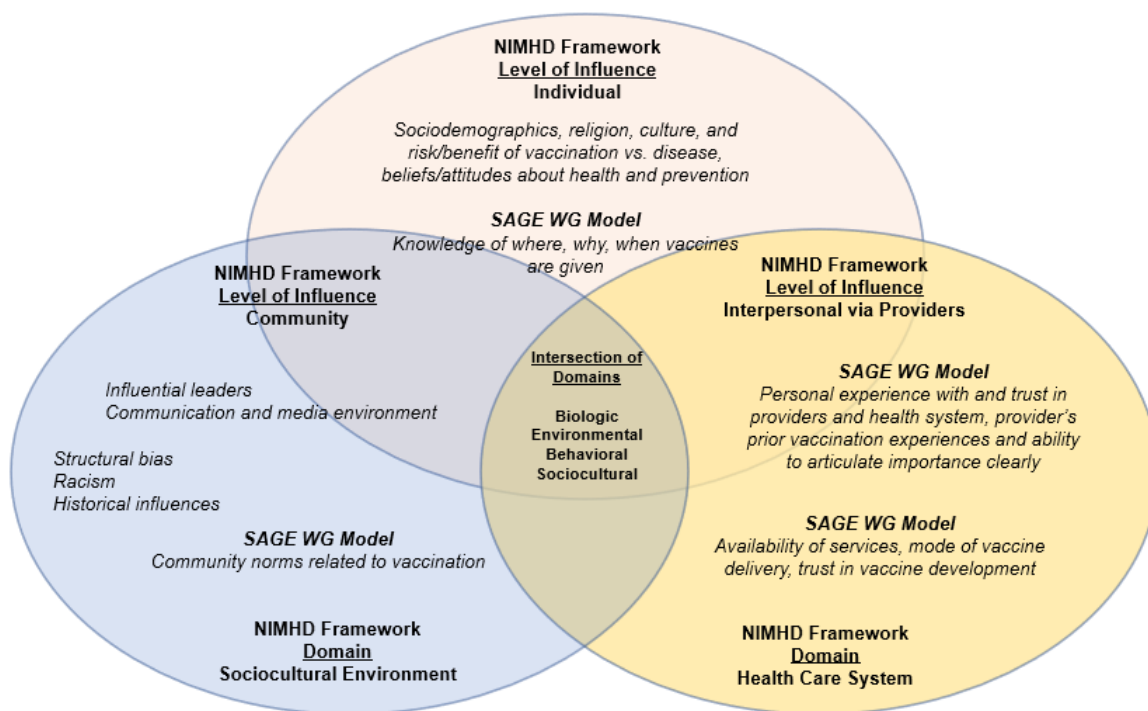 NIMHD Framework
Level of Influence
Individual
Sociodemographics, religion, culture, and
risk/benefit of vaccination vs. disease,
beliefs/attitudes about health and prevention
SAGE WG Model
Knowledge of where, why, when vaccines
are given
NIMHD Framework
Level of Influence
Community
Influential leaders
Communication and media environment
Structural bias
Racism
Historical influences
SAGE WG Model
Community norms related to vaccination
NIMHD Framework
Domain
Sociocultural Environment
Intersection of
Domains
Biologic
Environmental
Behavioral
Sociocultural
NIMHD Framework
Level of Influence
Interpersonal via Providers
SAGE WG Model
Personal experience with and trust in
providers and health system, provider's
prior vaccination experiences and ability
to articulate importance clearly
SAGE WG Model
Availability of services, mode of vaccine
delivery, trust in vaccine development
NIMHD Framework
Domain
Health Care System